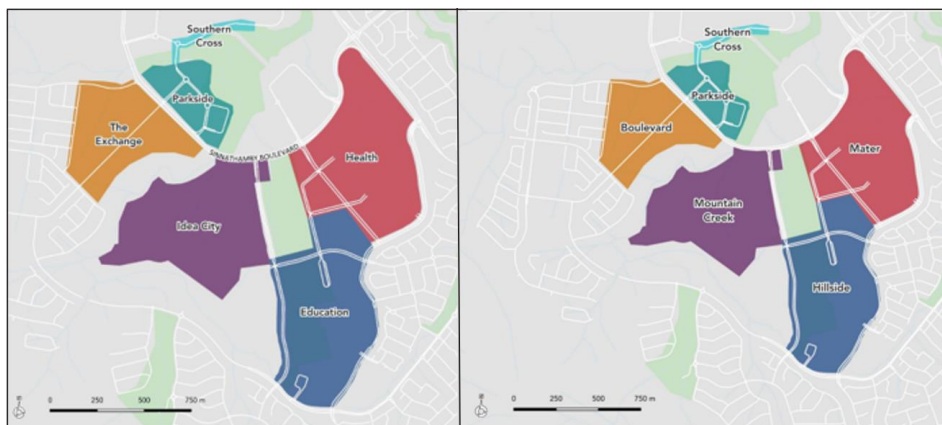 Southern
Cross
Parkside
The
Exchange
SINNATHAMBY BOULEVARD
Health
Idea City
Education
N
0 250 500 750 m
Southern
Cross
Parkside
Boulevard
Mater
Mountain
Creek
Hillside
N
0 250 500 750 m